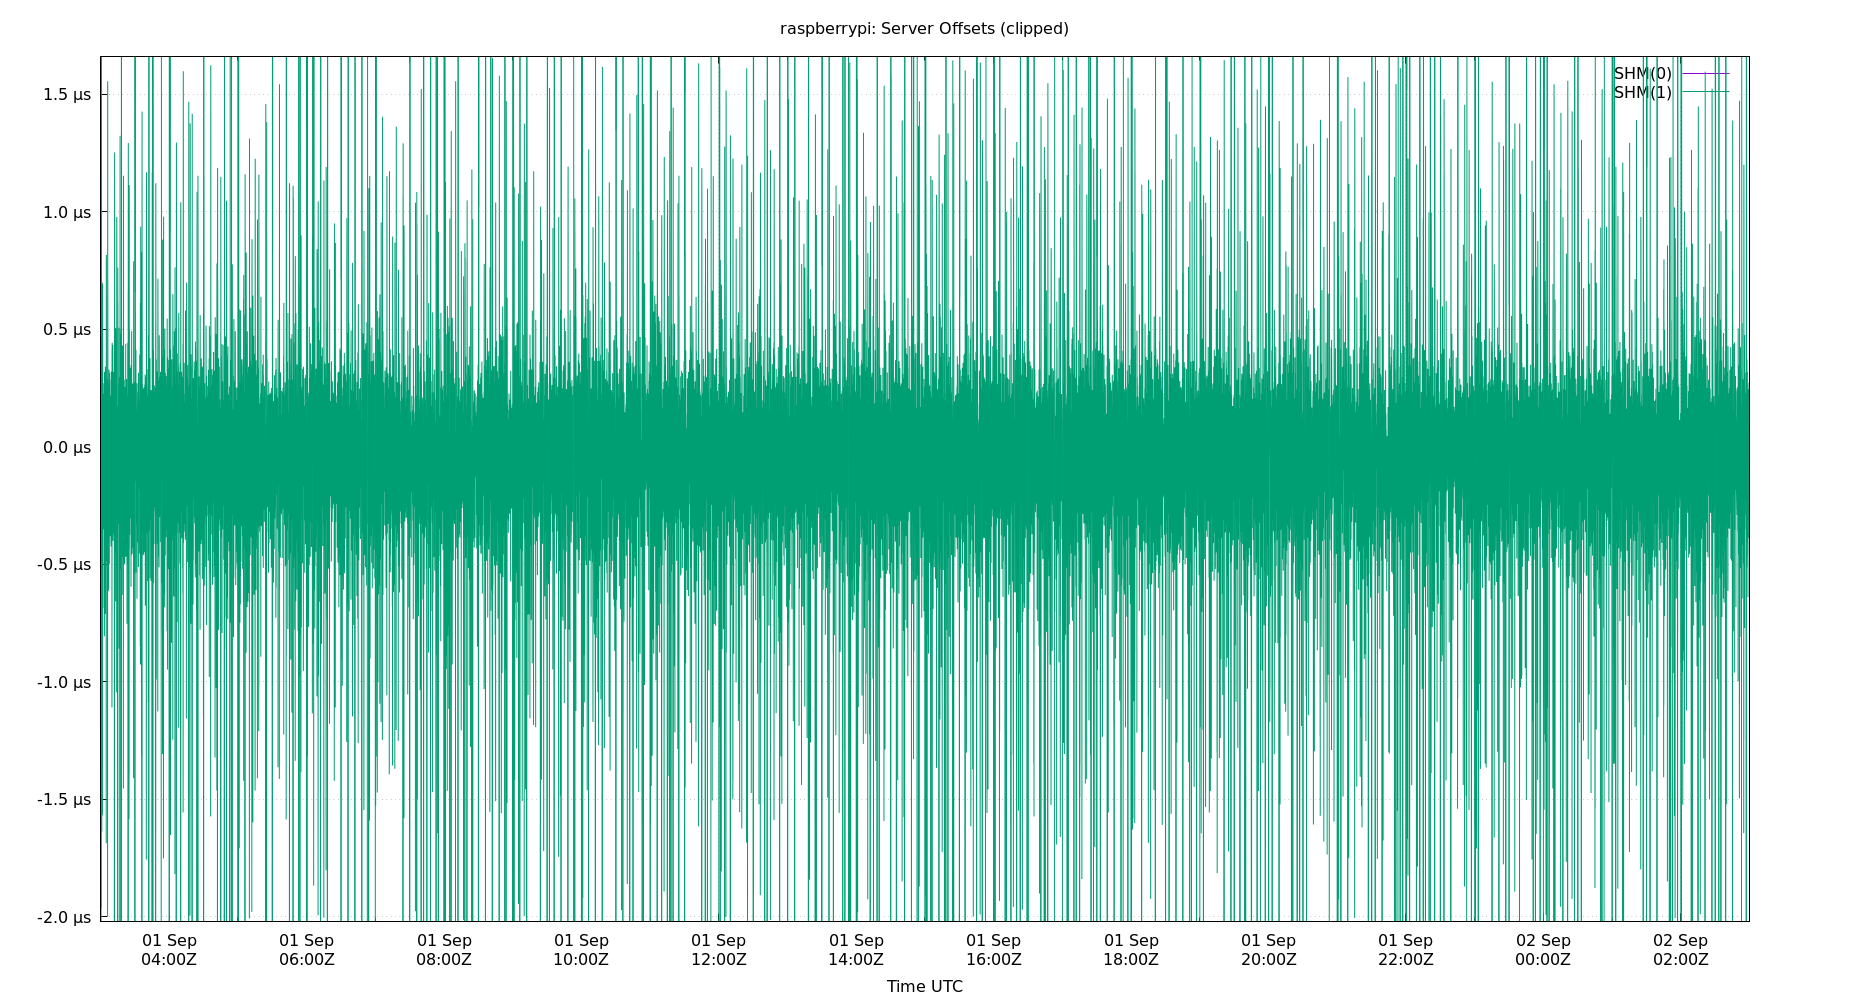 raspberrypi: Server Offsets (clipped)
SHM(0)
SHM(1)
1.5 µs
1.0 µs
0.5 µs
0.0 µs
-0.5 µs
-1.0 µs
-1.5 µs
-2.0 µs
01 Sep 01 Sep 01 Sep 01 Sep 01 Sep 01 Sep 01 Sep 01 Sep 01 Sep 01 Sep 02 Sep 02 Sep
04:00Z 06:00Z 08:00Z 10:00Z 12:00Z 14:00Z 16:00Z 18:00Z 20:00Z 22:00Z 00:00Z 02:00Z
Time UTC